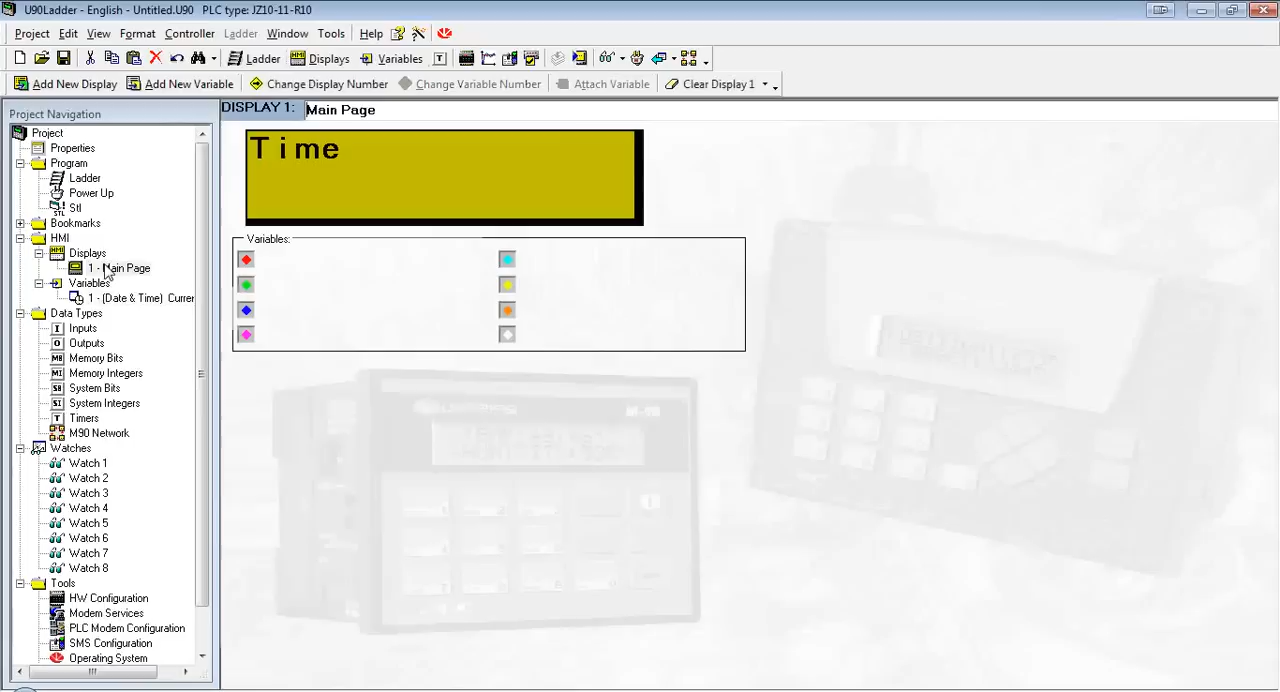 U90Ladder - English - Untitled.U90   PLC type: JZ10-11-R10
Project Edit View Format Controller Ladder Window Tools Help
Ladder Displays Variables
Add New Display Add New Variable Change Display Number Change Variable Number Attach Variable Clear Display 1
Project Navigation
DISPLAY 1: Main Page
Project
Properties
Program
Ladder
Power Up
Stl
Bookmarks
HMI
Displays
1 - Main Page
Variables
1 - (Date & Time) Curren
Data Types
Inputs
Outputs
Memory Bits
Memory Integers
System Bits
System Integers
Timers
M90 Network
Watches
Watch 1
Watch 2
Watch 3
Watch 4
Watch 5
Watch 6
Watch 7
Watch 8
Tools
HW Configuration
Modem Services
PLC Modem Configuration
SMS Configuration
Operating System
Time
Variables: